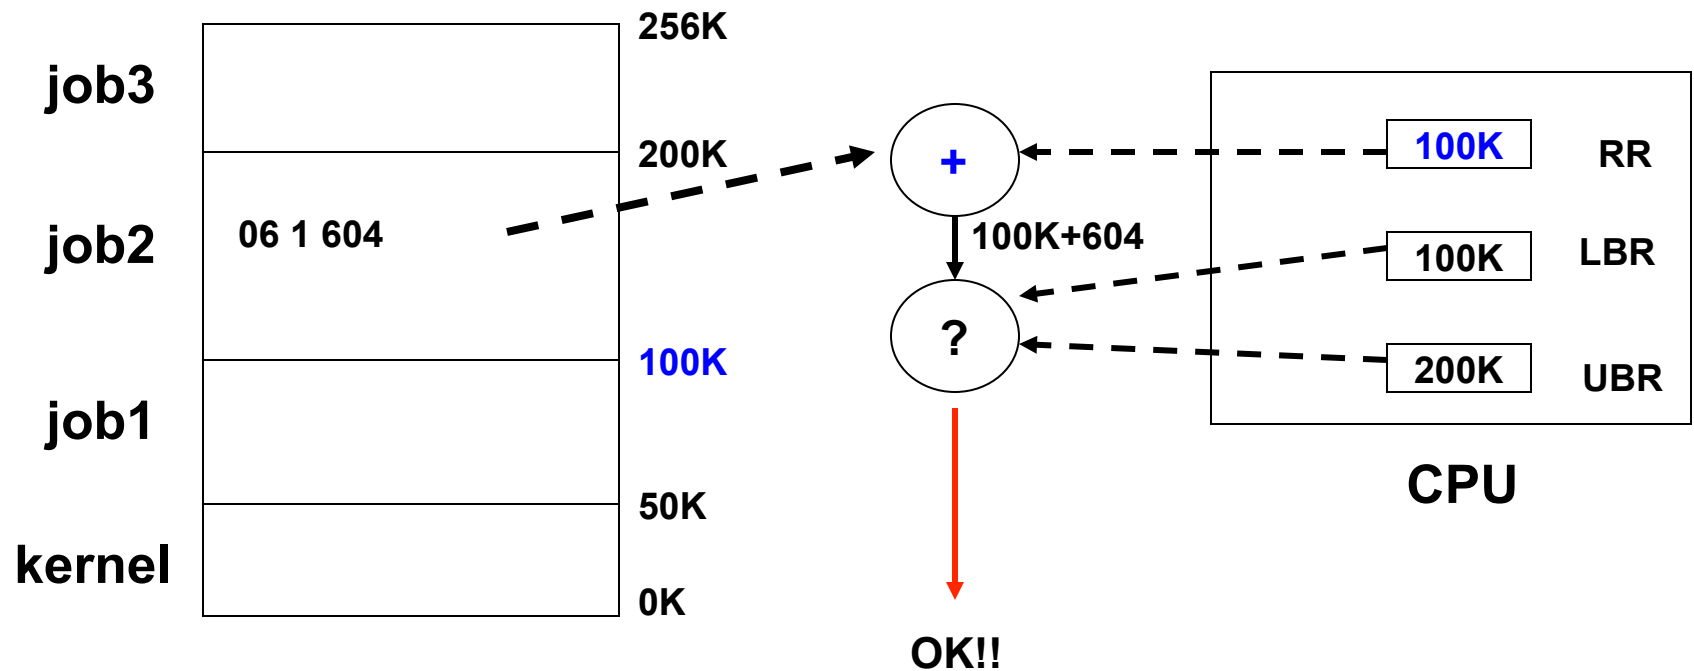 256K
job3
200K
+
100K
RR
job2
06 1 604
100K+604
100K
LBR
?
100K
200K
UBR
job1
CPU
50K
kernel
0K
OK!!